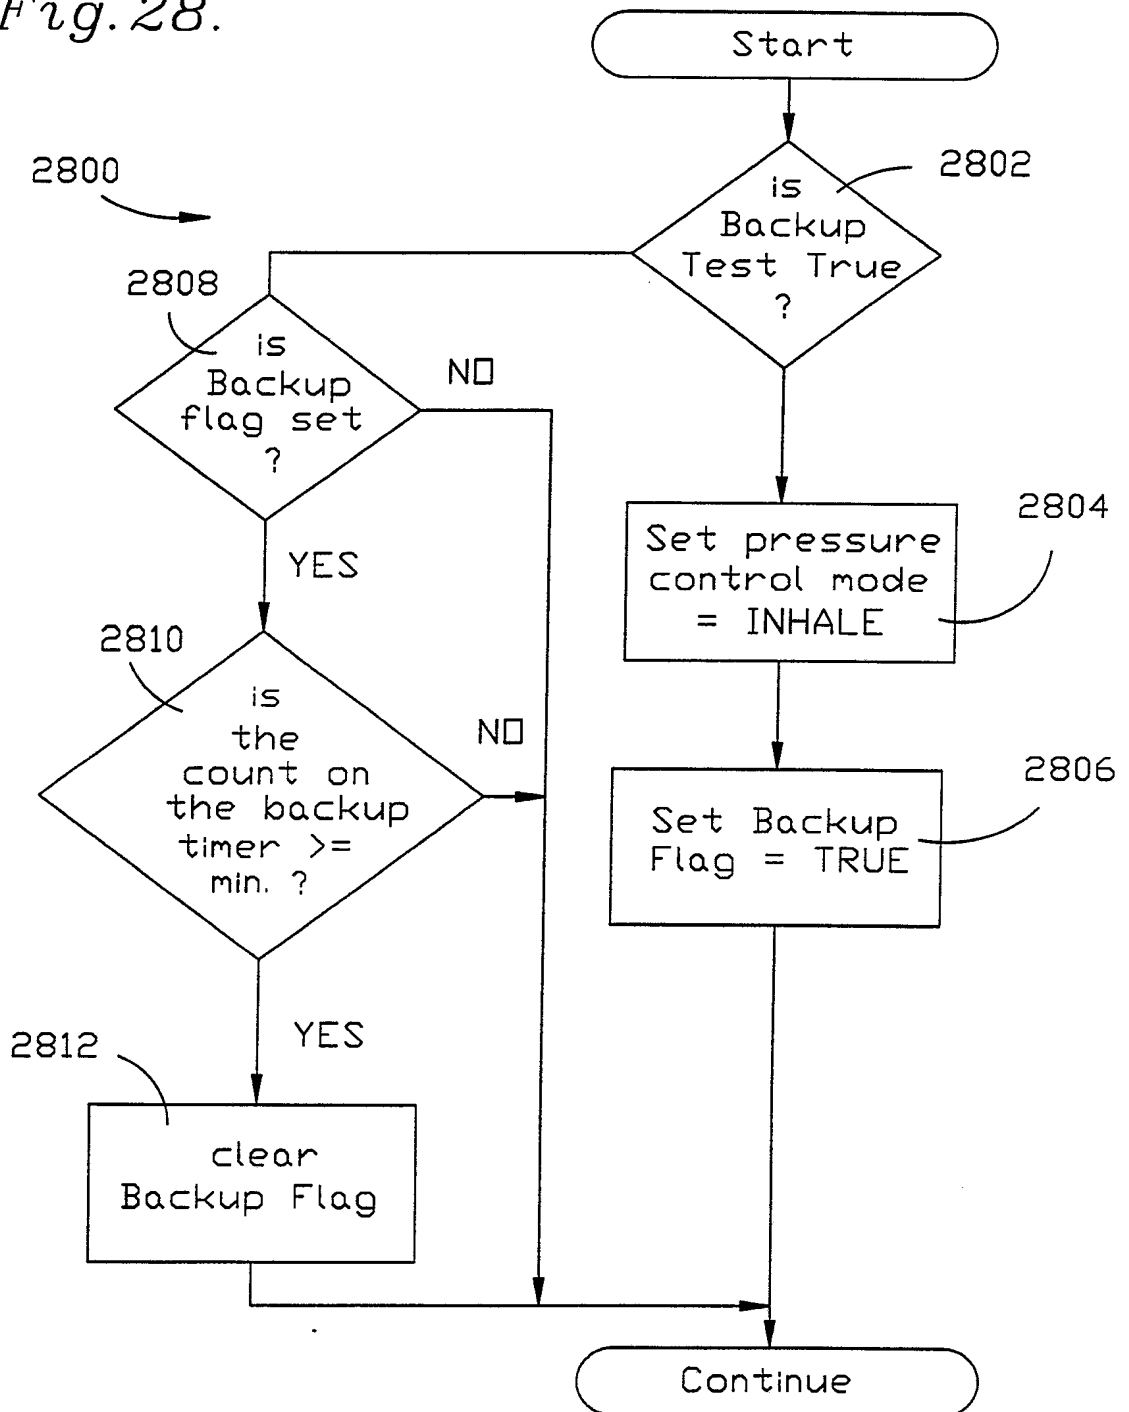 Fig. 28.
Start
2800
2802
is
Backup
Test True
?
2808
is
Backup
flag set
?
NO
YES
2804
Set pressure
control mode
= INHALE
2810
is
the
count on
the backup
timer >=
min. ?
NO
2806
Set Backup
Flag = TRUE
YES
2812
clear
Backup Flag
Continue